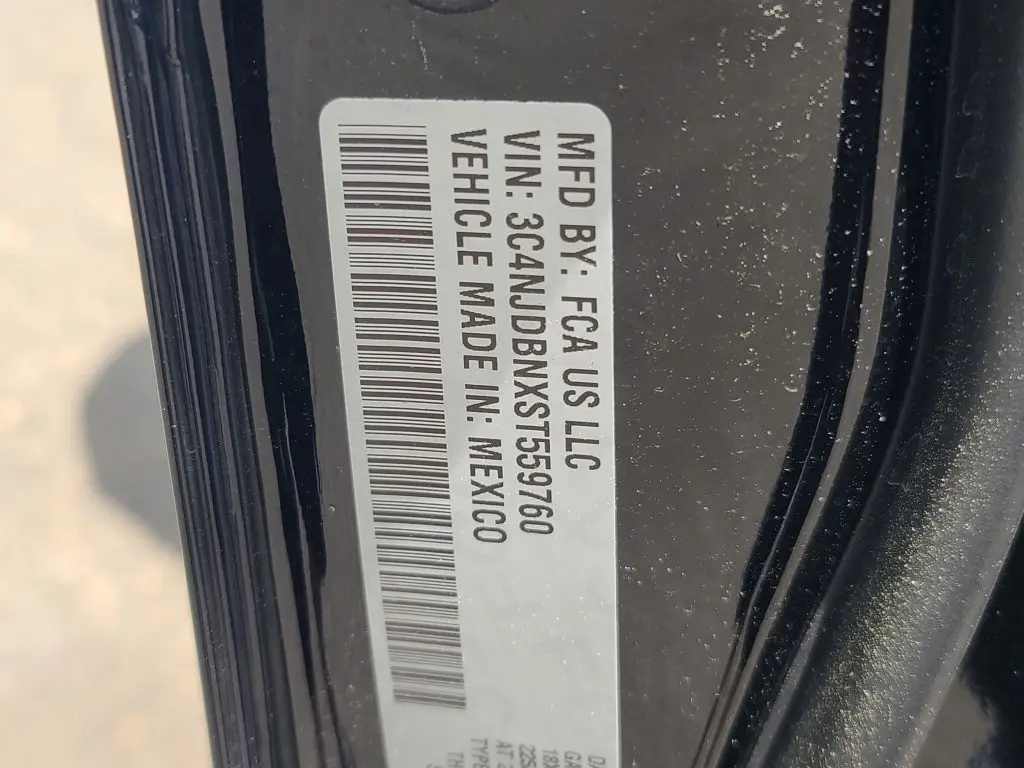 MFD BY: FCA US LLC
VIN: 3C4NJDBNXST559760
VEHICLE MADE IN: MEXICO